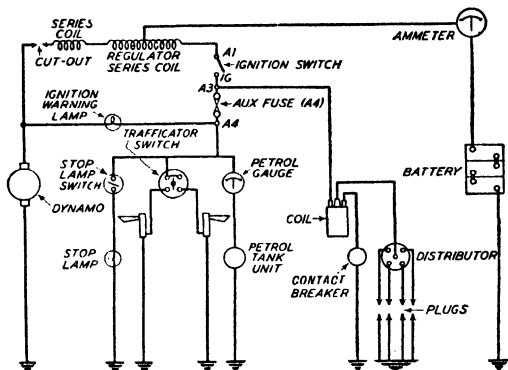 SERIES
COIL
CUT-OUT
REGULATOR
SERIES COIL
AMMETER
A1
IGNITION SWITCH
IG
A3
AUX FUSE (A4)
A4
IGNITION
WARNING
LAMP
TRAFFICATOR
SWITCH
STOP
LAMP
SWITCH
PETROL
GAUGE
BATTERY
DYNAMO
COIL
STOP
LAMP
PETROL
TANK
UNIT
CONTACT
BREAKER
DISTRIBUTOR
PLUGS